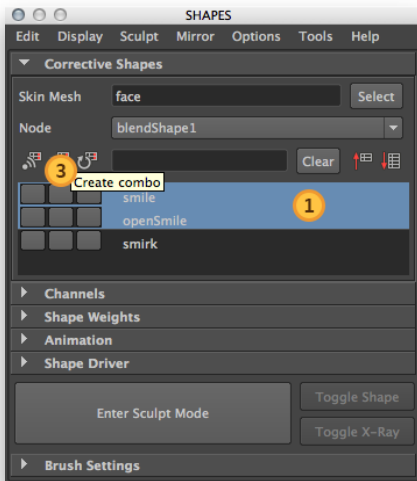 SHAPES
Edit Display Sculpt Mirror Options Tools Help
Corrective Shapes
Skin Mesh face Select
Node blendShape1
3 Clear
Create combo
smile
1
openSmile
smirk
Channels
Shape Weights
Animation
Shape Driver
Enter Sculpt Mode
Toggle Shape
Toggle X-Ray
Brush Settings